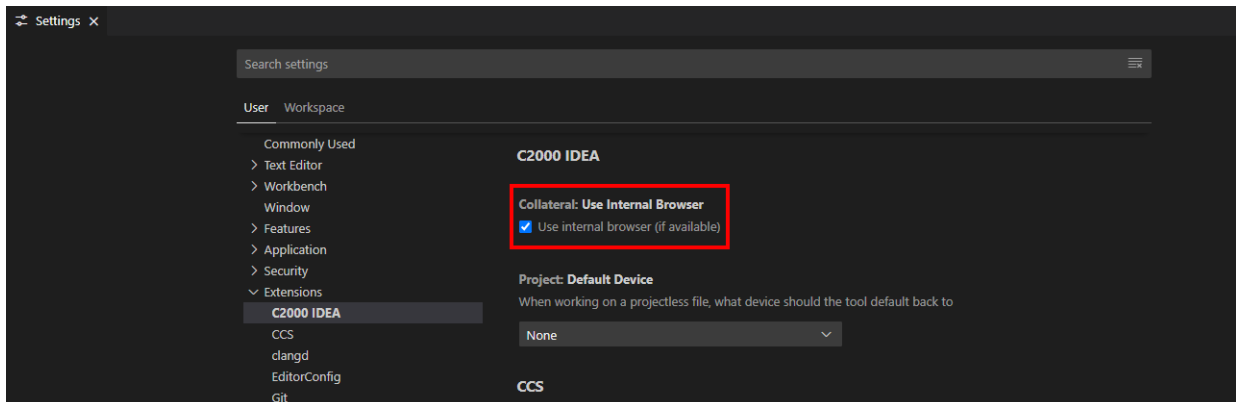 Settings
Search settings
User Workspace
Commonly Used
Text Editor
Workbench
Window
Features
Application
Security
Extensions
C2000 IDEA
CCS
clangd
EditorConfig
Git
C2000 IDEA
Collateral: Use Internal Browser
Use internal browser (if available)
Project: Default Device
When working on a projectless file, what device should the tool default back to
None
CCS